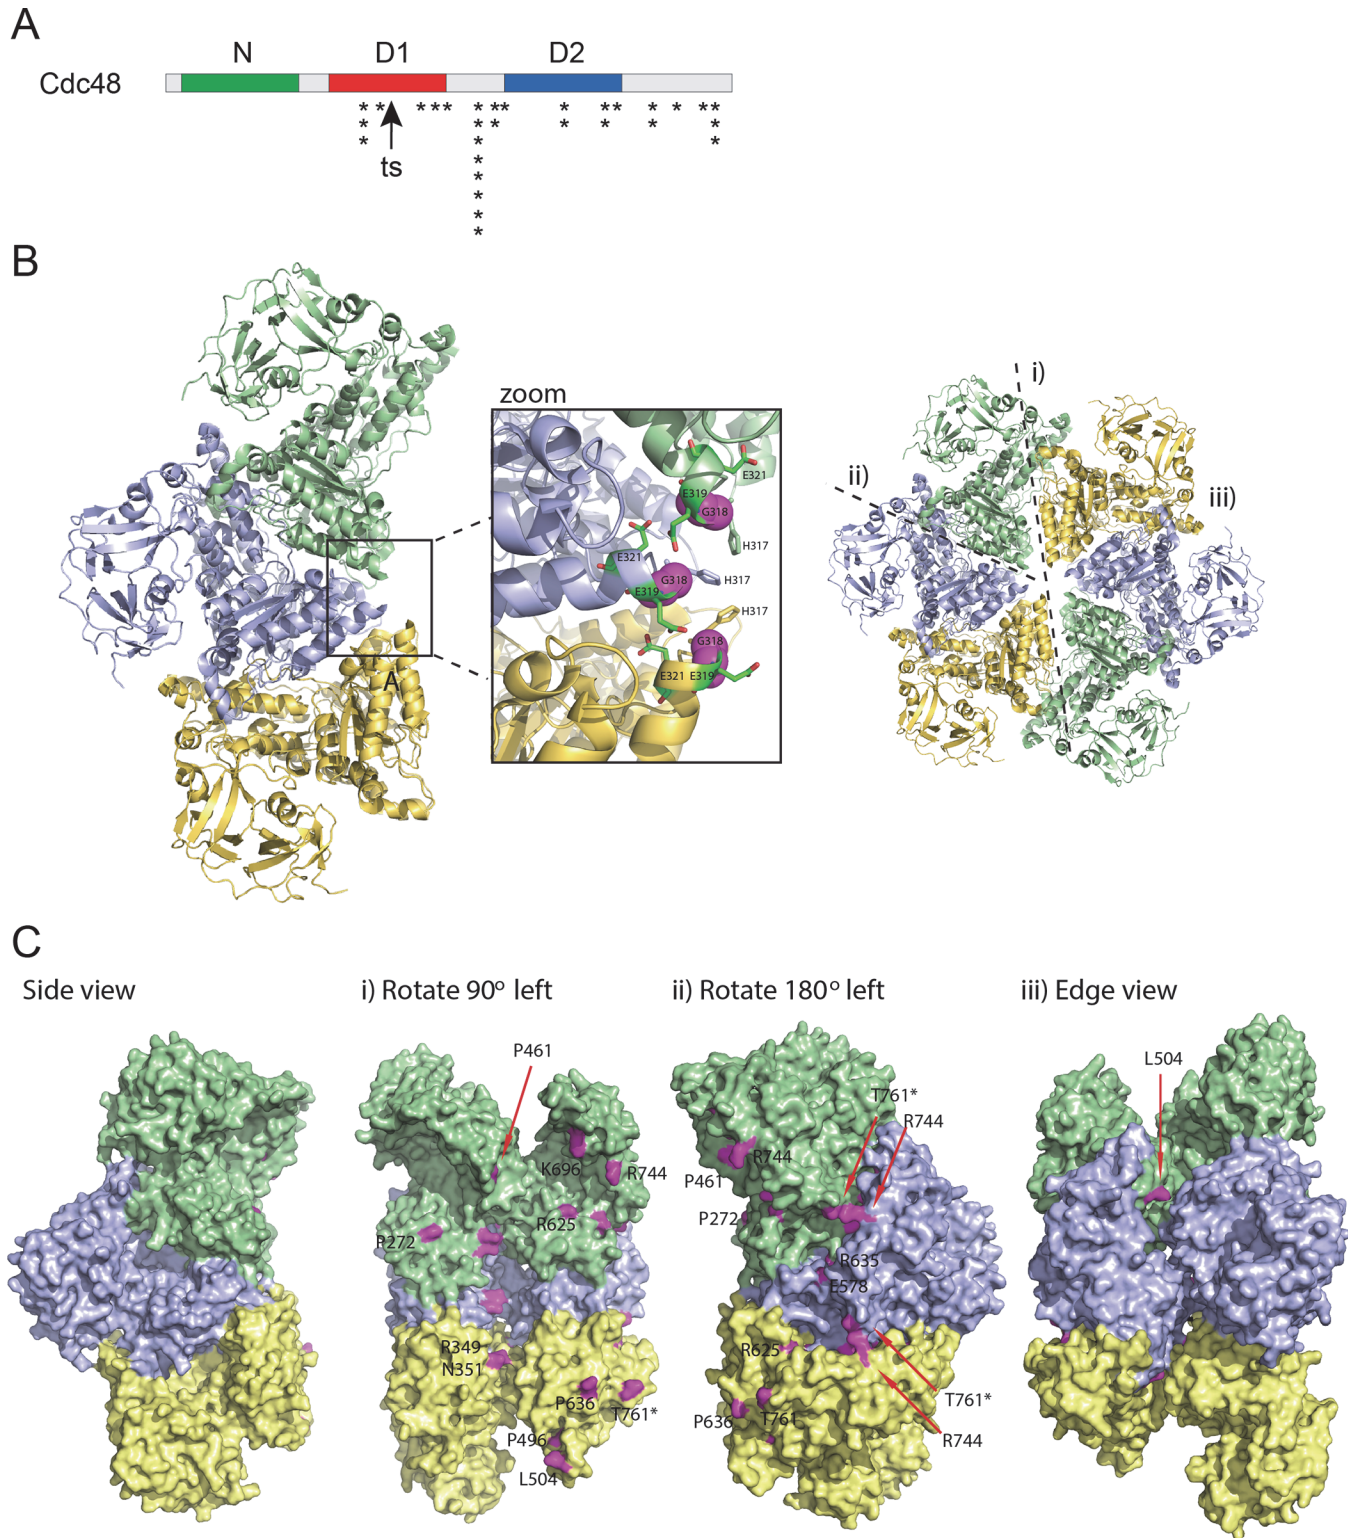 A
N D1 D2
Cdc48
* * * * * * * * * * * * * * * *
* * * * * * *
* * *
ts
*
*
*
*
*
B
zoom
i)
ii)
iii)
E321
E319
G318
H317
E321
G318
H317
E319
H317
G318
E321 E319
A
C
Side view
i) Rotate 90° left
ii) Rotate 180° left
iii) Edge view
P461
K696
R744
R625
P272
R349
N351
P636
T761*
P496
L504
T761*
R744
R744
P461
P272
R635
E578
R625
T761*
P636
T761
R744
L504